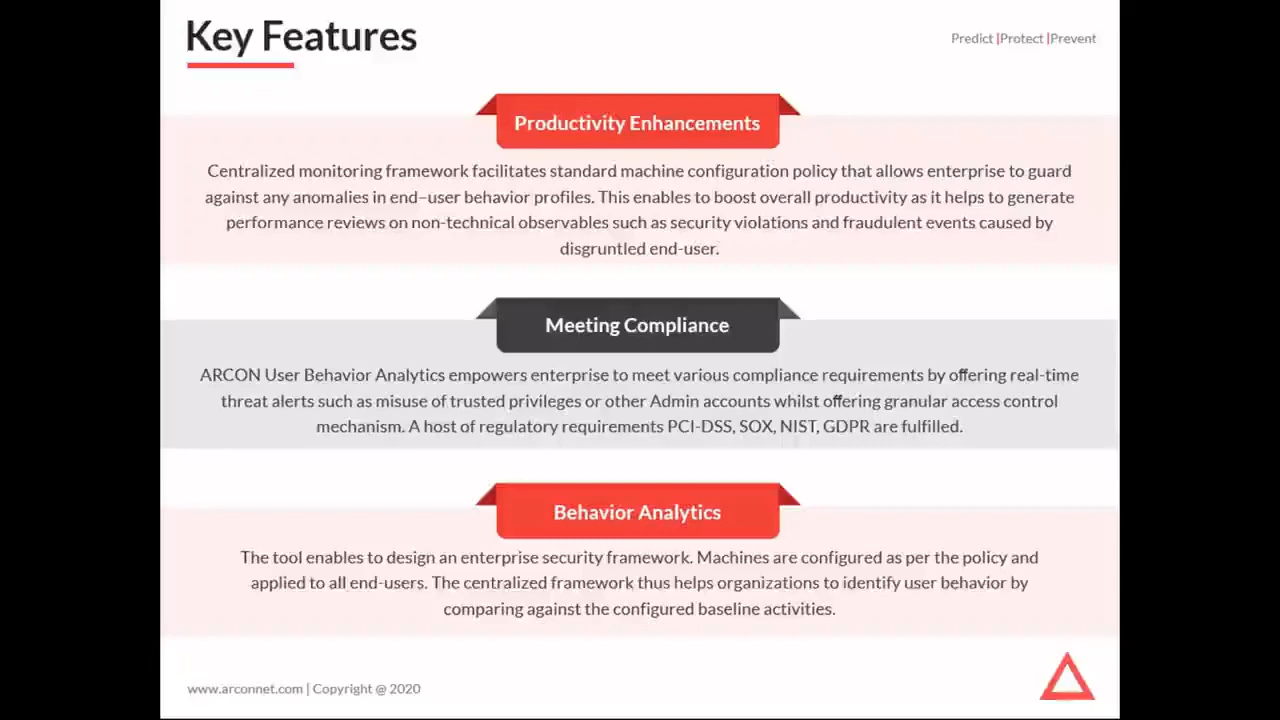 Key Features
Predict |Protect |Prevent
Productivity Enhancements
Centralized monitoring framework facilitates standard machine configuration policy that allows enterprise to guard
against any anomalies in end–user behavior profiles. This enables to boost overall productivity as it helps to generate
performance reviews on non-technical observables such as security violations and fraudulent events caused by
disgruntled end-user.
Meeting Compliance
ARCON User Behavior Analytics empowers enterprise to meet various compliance requirements by offering real-time
threat alerts such as misuse of trusted privileges or other Admin accounts whilst offering granular access control
mechanism. A host of regulatory requirements PCI-DSS, SOX, NIST, GDPR are fulfilled.
Behavior Analytics
The tool enables to design an enterprise security framework. Machines are configured as per the policy and
applied to all end-users. The centralized framework thus helps organizations to identify user behavior by
comparing against the configured baseline activities.
www.arconnet.com | Copyright @ 2020